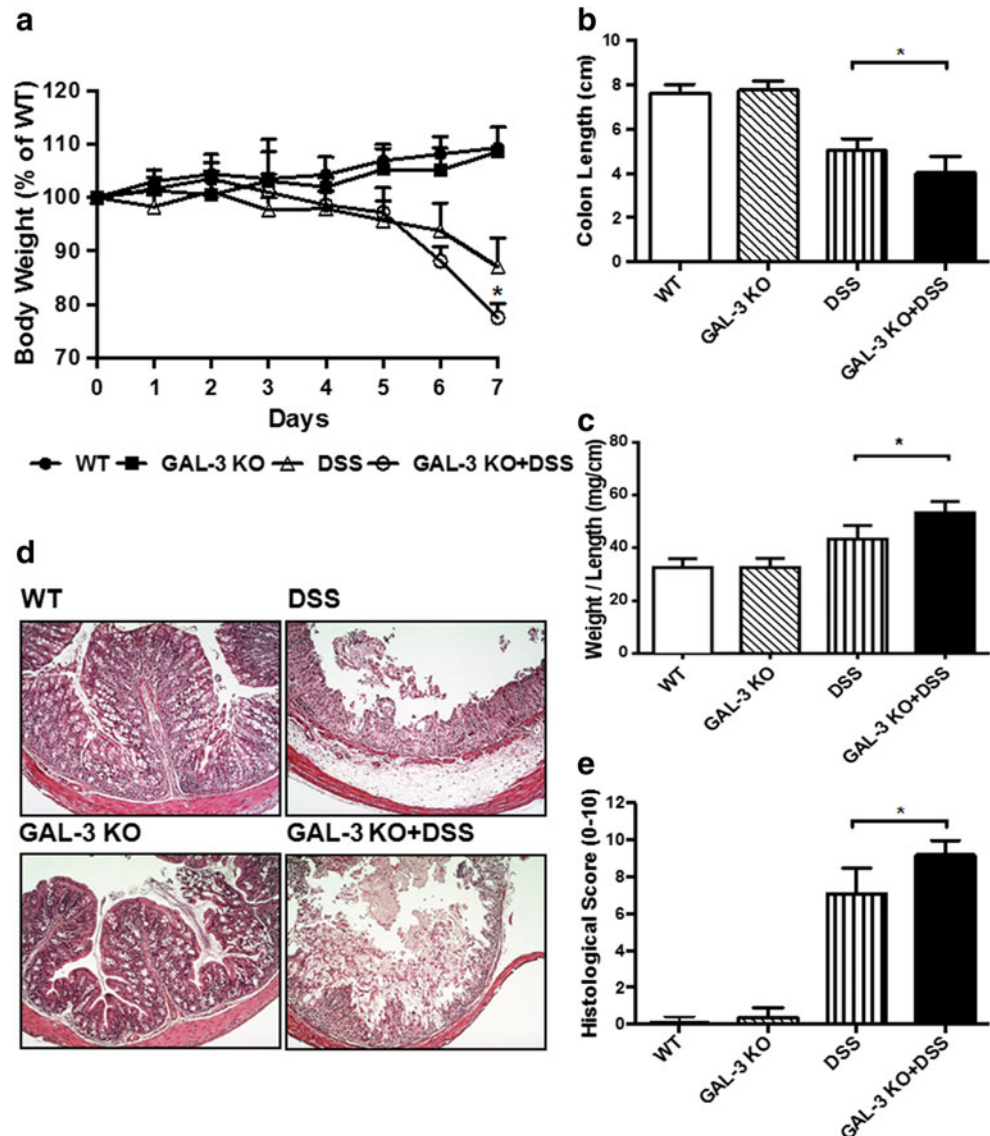 a
Body Weight (% of WT)
120
110
100
90
80
70
*
0 1 2 3 4 5 6 7
Days
WT GAL-3 KO DSS GAL-3 KO+DSS
b
Colon Length (cm)
8
6
4
2
0
*
WT
GAL-3 KO
DSS
GAL-3 KO+DSS
c
Weight / Length (mg/cm)
80
60
40
20
0
*
WT
GAL-3 KO
DSS
GAL-3 KO+DSS
d
WT
DSS
GAL-3 KO
GAL-3 KO+DSS
e
Histological Score (0-10)
12
10
8
6
4
2
0
*
WT
GAL-3 KO
DSS
GAL-3 KO+DSS